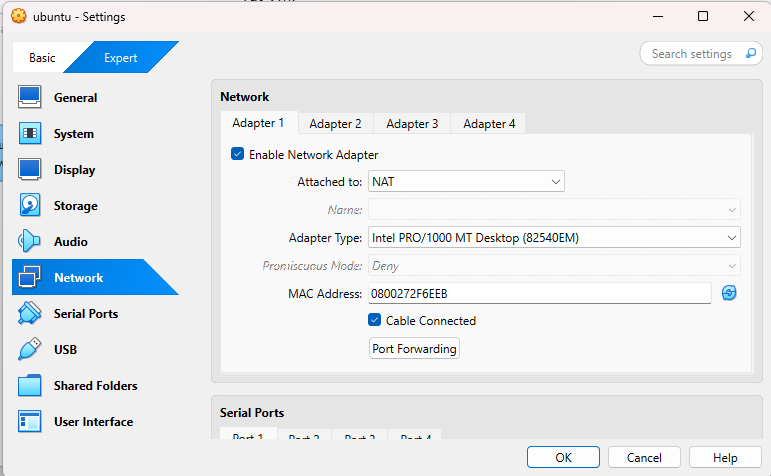 ubuntu - Settings
Basic Expert Search settings
General
System
Display
Storage
Audio
Network
Serial Ports
USB
Shared Folders
User Interface
Network
Adapter 1 Adapter 2 Adapter 3 Adapter 4
Enable Network Adapter
Attached to: NAT
Name:
Adapter Type: Intel PRO/1000 MT Desktop (82540EM)
Promiscuous Mode: Deny
MAC Address: 0800272F6EEB
Cable Connected
Port Forwarding
Serial Ports
Port 1 Port 2 Port 3 Port 4
OK Cancel Help